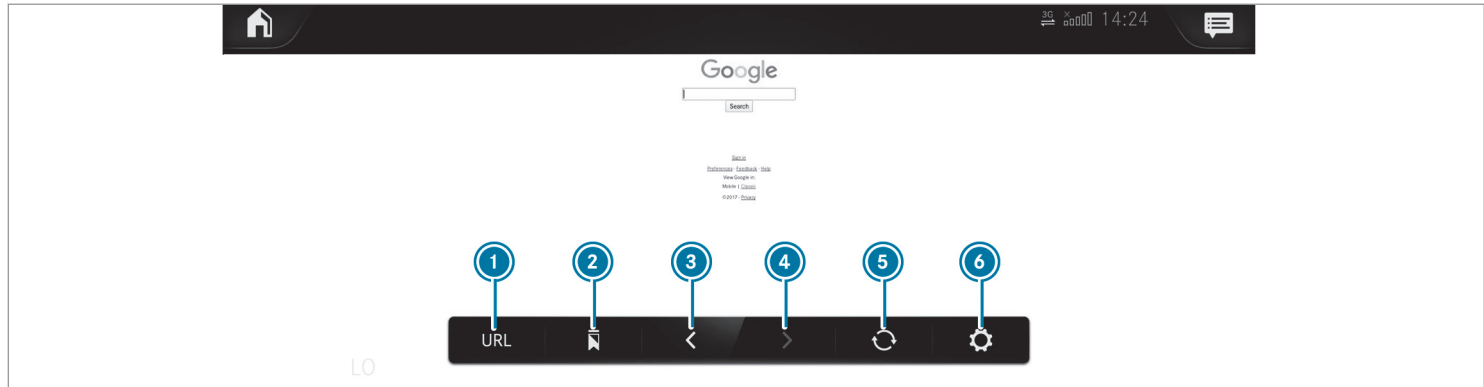 3G 14:24
Google
Search
Sign in
Preferences - Feedback - Help
View Google in:
Mobile | Classic
©2017 - Privacy
1 2 3 4 5 6
URL
LO